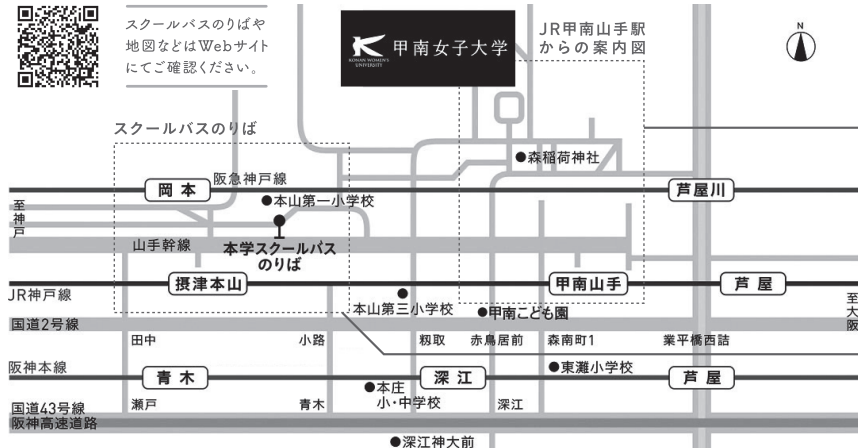 スクールバスのりばや
地図などはWebサイト
にてご確認ください。
KONAN WOMEN'S
UNIVERSITY
甲南女子大学
JR甲南山手駅
からの案内図
N
スクールバスのりば
森稲荷神社
岡本
阪急神戸線
芦屋川
本山第一小学校
至神戸
山手幹線
本学スクールバス
のりば
摂津本山
甲南山手
芦屋
JR神戸線
本山第三小学校
甲南こども園
至大阪
国道2号線
田中
小路
籾取
赤鳥居前
森南町1
業平橋西詰
阪神本線
青木
深江
東灘小学校
芦屋
本庄
小・中学校
瀬戸
青木
深江
国道43号線
阪神高速道路
深江神大前